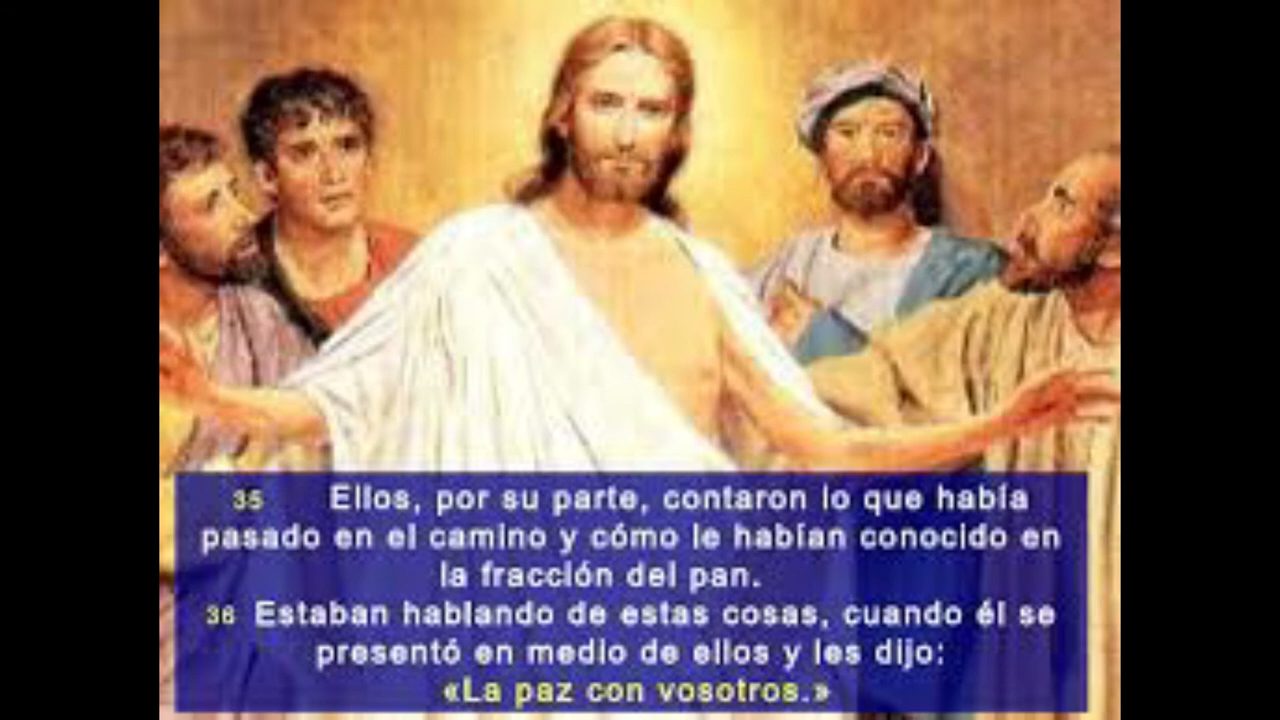 35 Ellos, por su parte, contaron lo que había
pasado en el camino y cómo le habían conocido en
la fracción del pan.
36 Estaban hablando de estas cosas, cuando él se
presentó en medio de ellos y les dijo:
«La paz con vosotros.»